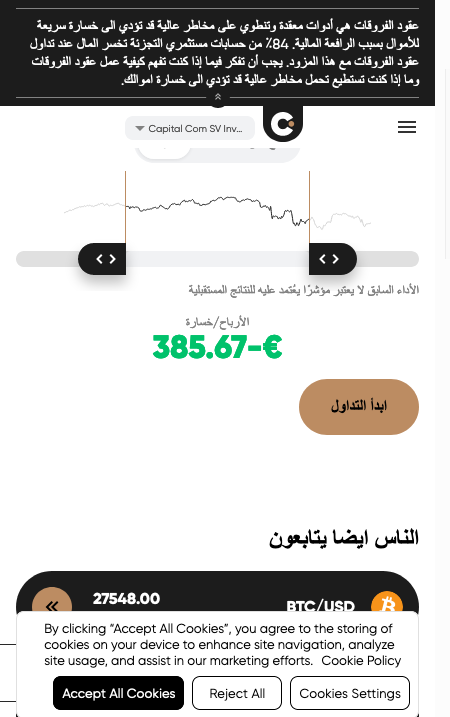 عقود الفروقات هي أدوات معقدة وتنطوي على مخاطر عالية قد تؤدي الى خسارة سريعة
للأموال بسبب الرافعة المالية. 84٪ من حسابات مستثمري التجزئة تخسر المال عند تداول
عقود الفروقات مع هذا المزود. يجب أن تفكر فيما إذا كنت تفهم كيفية عمل عقود الفروقات
وما إذا كنت تستطيع تحمل مخاطر عالية قد تؤدي الى خسارة اموالك.
Capital Com SV Inv...
الأداء السابق لا يعتبر مؤشرًا يُعتمد عليه للنتائج المستقبلية
الأرباح/خسارة
385.67-€
ابدأ التداول
الناس ايضا يتابعون
27548.00
BTC/USD
By clicking “Accept All Cookies”, you agree to the storing of
cookies on your device to enhance site navigation, analyze
site usage, and assist in our marketing efforts. Cookie Policy
Accept All Cookies
Reject All
Cookies Settings